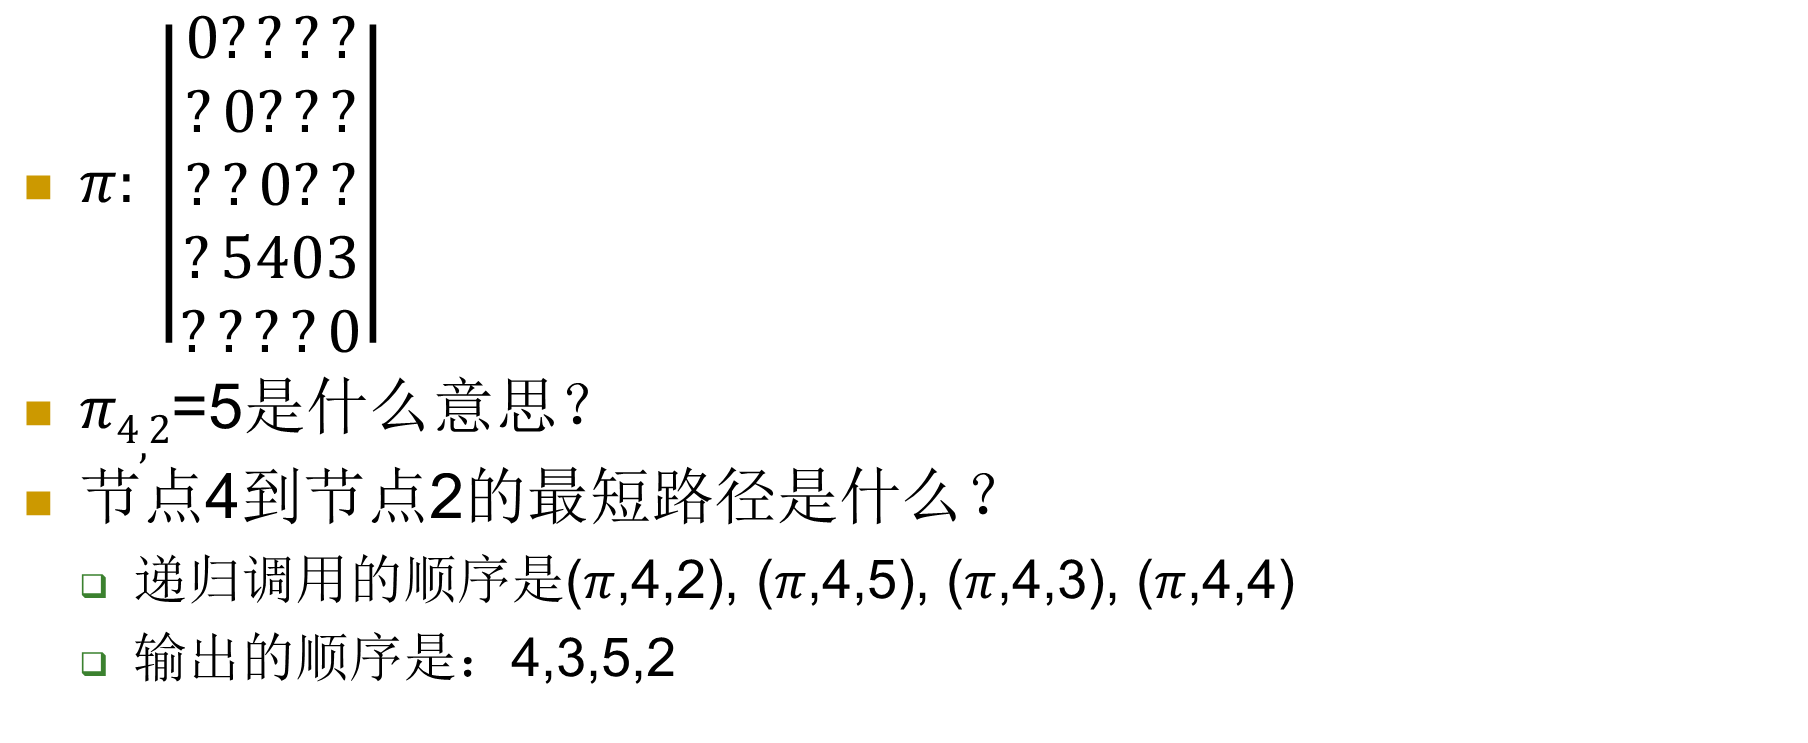 0????
?0???
π: ??0??
?5403
????0
π4,2=5是什么意思？
节点4到节点2的最短路径是什么？
递归调用的顺序是(π,4,2), (π,4,5), (π,4,3), (π,4,4)
输出的顺序是：4,3,5,2